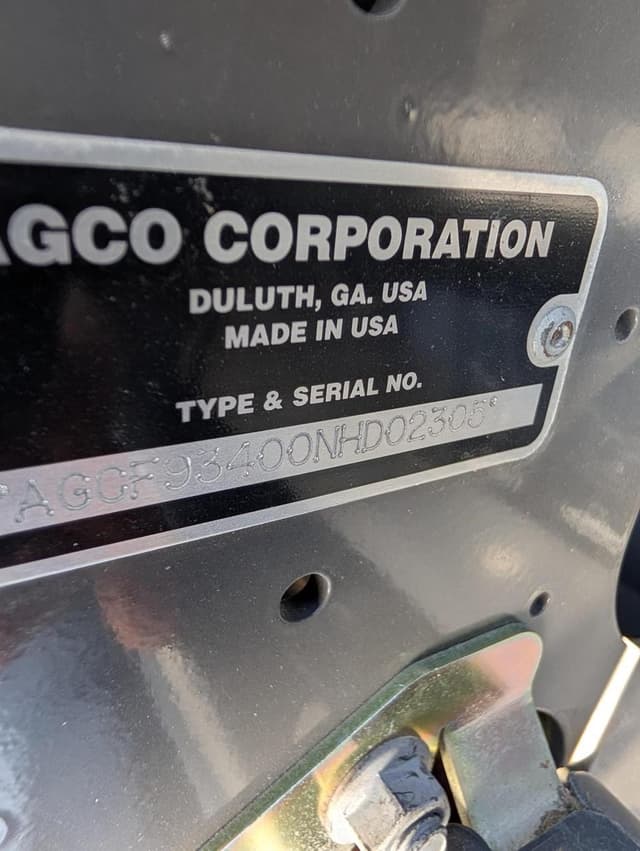 AGCO CORPORATION
DULUTH, GA. USA
MADE IN USA
TYPE & SERIAL NO.
*AGCF93400NHD02305*